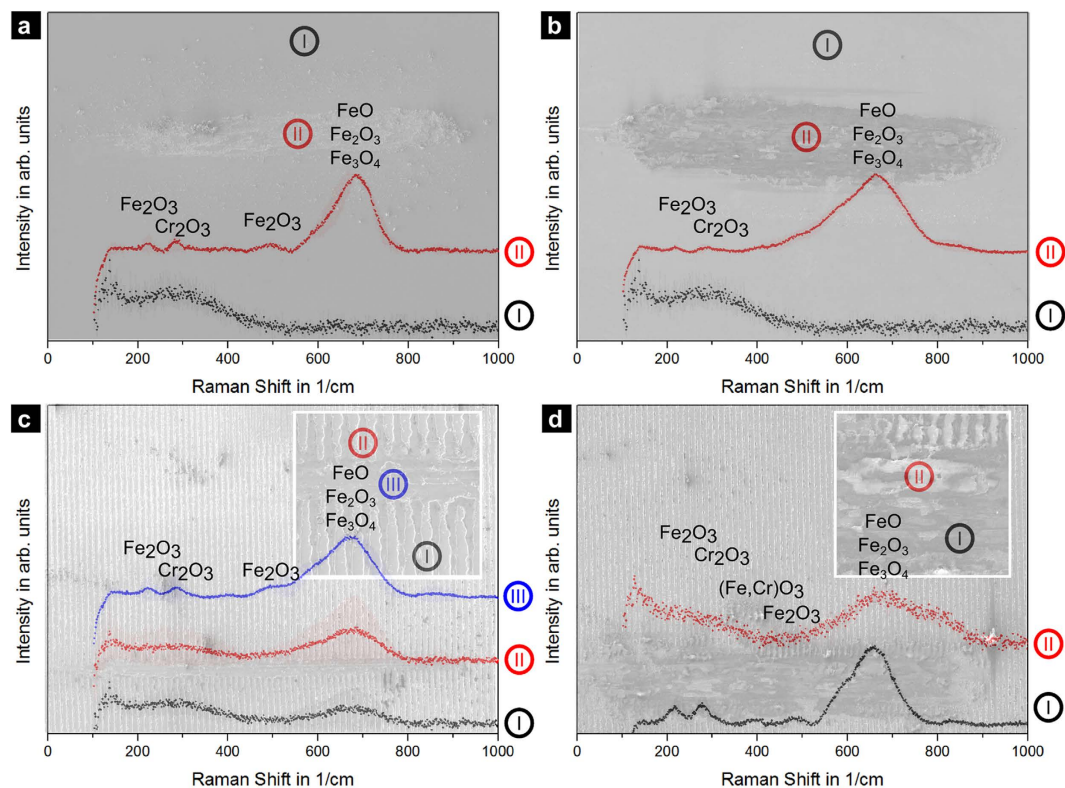 a
I
II
FeO
Fe₂O₃
Fe₃O₄
Fe₂O₃
Cr₂O₃
Fe₂O₃
II
I
Intensity in arb. units
0 200 400 600 800 1000
Raman Shift in 1/cm
b
I
II
FeO
Fe₂O₃
Fe₃O₄
Fe₂O₃
Cr₂O₃
II
I
Intensity in arb. units
0 200 400 600 800 1000
Raman Shift in 1/cm
c
II
FeO
III
Fe₂O₃
Fe₃O₄
I
Fe₂O₃
Cr₂O₃
Fe₂O₃
III
II
I
Intensity in arb. units
0 200 400 600 800 1000
Raman Shift in 1/cm
d
II
FeO
I
Fe₂O₃
Fe₃O₄
Fe₂O₃
Cr₂O₃
(Fe,Cr)O₃
Fe₂O₃
II
I
Intensity in arb. units
0 200 400 600 800 1000
Raman Shift in 1/cm